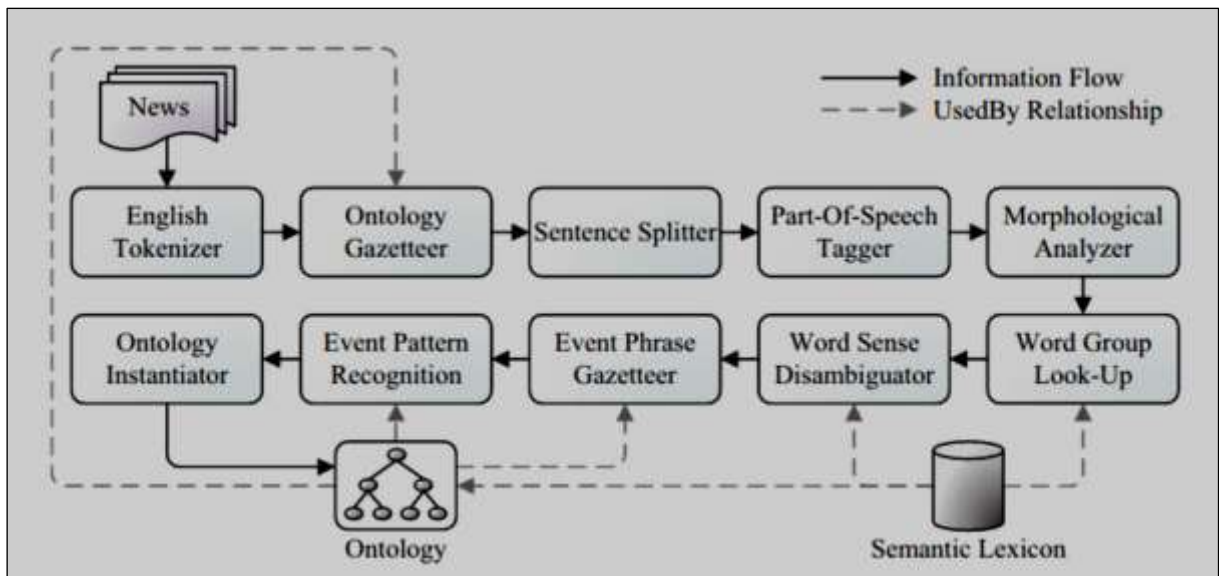 News
Information Flow
UsedBy Relationship
English
Tokenizer
Ontology
Gazetteer
Sentence Splitter
Part-Of-Speech
Tagger
Morphological
Analyzer
Ontology
Instantiator
Event Pattern
Recognition
Event Phrase
Gazetteer
Word Sense
Disambiguator
Word Group
Look-Up
Ontology
Semantic Lexicon